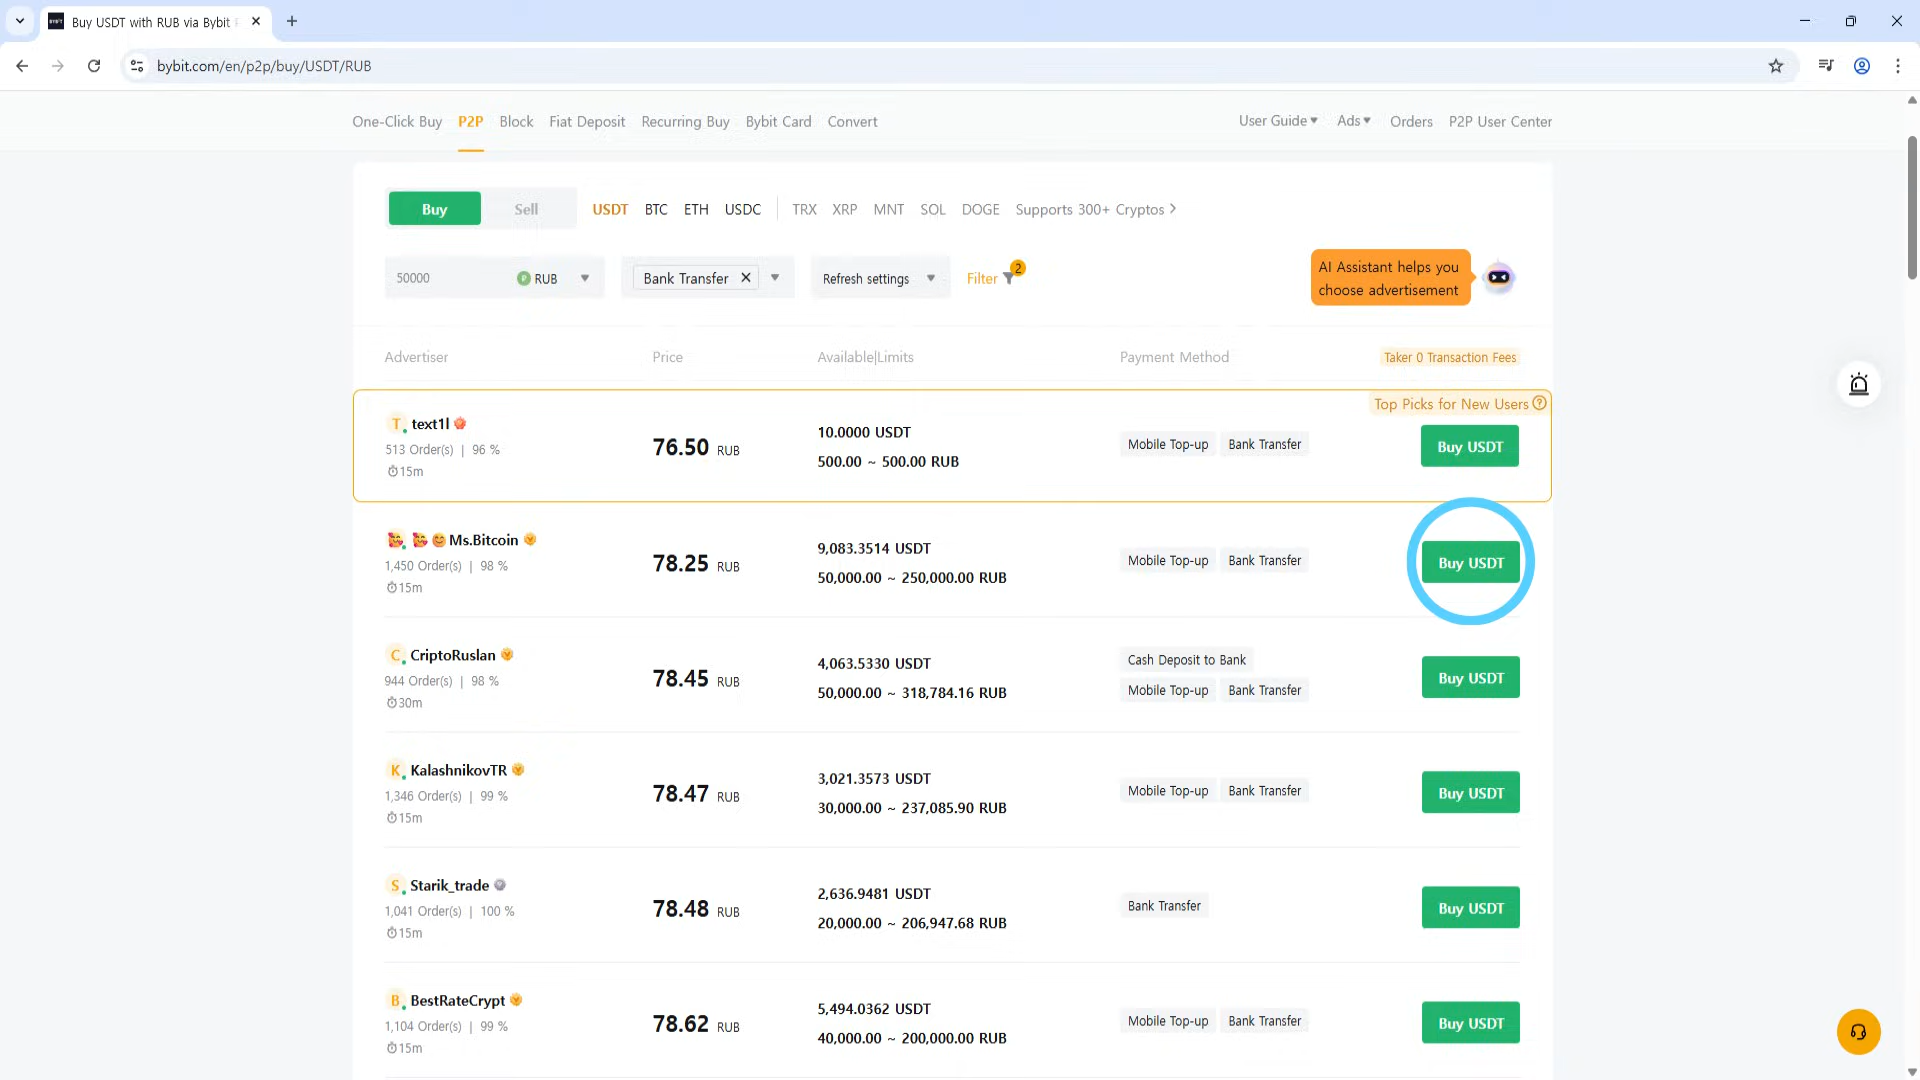 Buy USDT with RUB via Bybit
bybit.com/en/p2p/buy/USDT/RUB
One-Click Buy P2P Block Fiat Deposit Recurring Buy Bybit Card Convert User Guide Ads Orders P2P User Center
Buy Sell USDT BTC ETH USDC TRX XRP MNT SOL DOGE Supports 300+ Cryptos
50000 RUB Bank Transfer Refresh settings Filter 2
AI Assistant helps you
choose advertisement
Advertiser Price Available|Limits Payment Method Taker 0 Transaction Fees
Top Picks for New Users
T text1l
513 Order(s) | 96 %
15m
76.50 RUB
10.0000 USDT
500.00 ~ 500.00 RUB
Mobile Top-up Bank Transfer
Buy USDT
Ms.Bitcoin
1,450 Order(s) | 98 %
15m
78.25 RUB
9,083.3514 USDT
50,000.00 ~ 250,000.00 RUB
Mobile Top-up Bank Transfer
Buy USDT
C CriptoRuslan
944 Order(s) | 98 %
30m
78.45 RUB
4,063.5330 USDT
50,000.00 ~ 318,784.16 RUB
Cash Deposit to Bank
Mobile Top-up Bank Transfer
Buy USDT
K KalashnikovTR
1,346 Order(s) | 99 %
15m
78.47 RUB
3,021.3573 USDT
30,000.00 ~ 237,085.90 RUB
Mobile Top-up Bank Transfer
Buy USDT
S Starik_trade
1,041 Order(s) | 100 %
15m
78.48 RUB
2,636.9481 USDT
20,000.00 ~ 206,947.68 RUB
Bank Transfer
Buy USDT
B BestRateCrypt
1,104 Order(s) | 99 %
15m
78.62 RUB
5,494.0362 USDT
40,000.00 ~ 200,000.00 RUB
Mobile Top-up Bank Transfer
Buy USDT